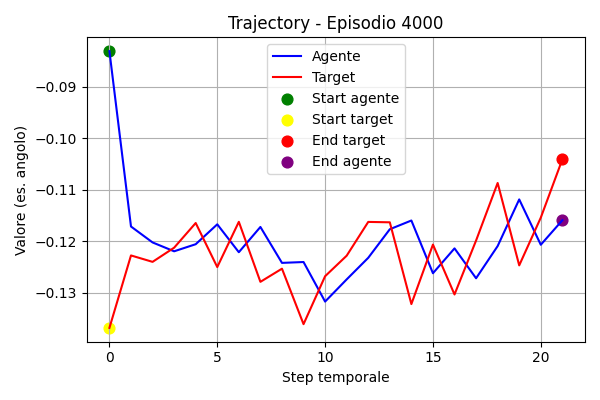 Trajectory - Episodio 4000
Agente
Target
Start agente
Start target
End target
End agente
Valore (es. angolo)
−0.09
−0.10
−0.11
−0.12
−0.13
0
5
10
15
20
Step temporale